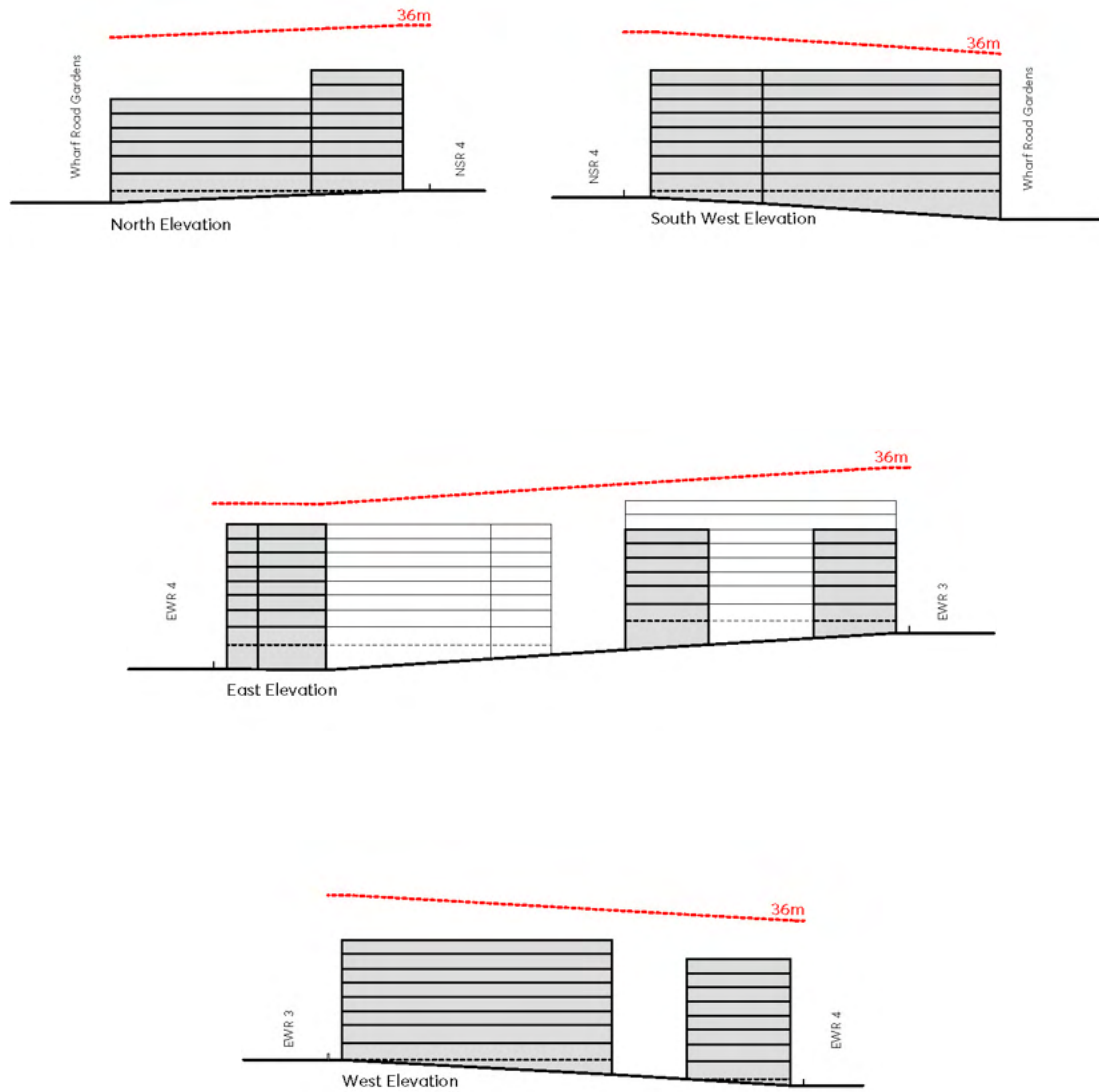 36m
Wharf Road Gardens
NSR 4
North Elevation
36m
NSR 4
Wharf Road Gardens
South West Elevation
36m
EWR 4
EWR 3
East Elevation
36m
EWR 3
EWR 4
West Elevation